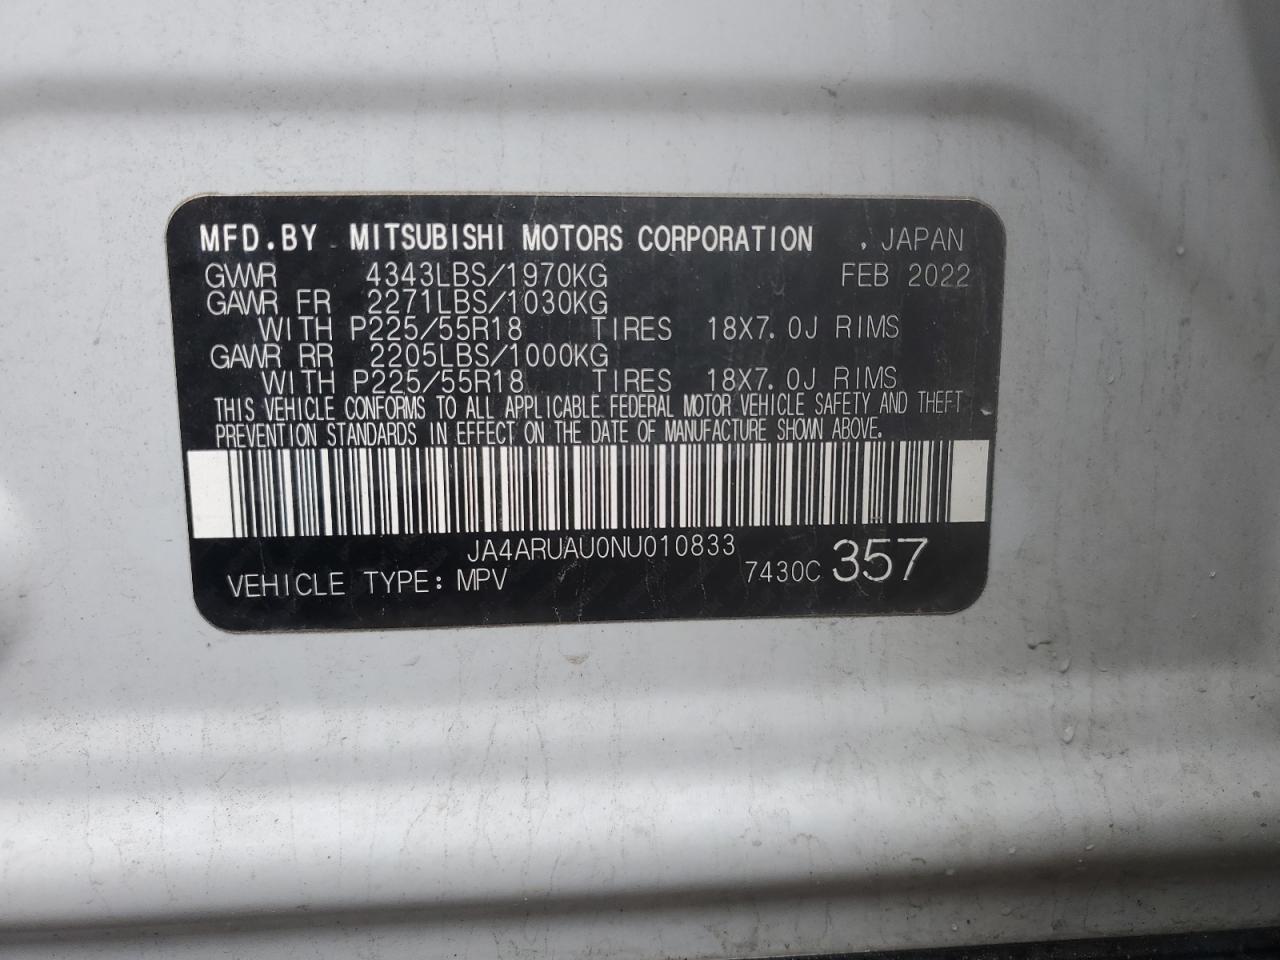 MFD.BY MITSUBISHI MOTORS CORPORATION , JAPAN
GVWR 4343LBS/1970KG FEB 2022
GAWR FR 2271LBS/1030KG
WITH P225/55R18 TIRES 18X7.0J RIMS
GAWR RR 2205LBS/1000KG
WITH P225/55R18 TIRES 18X7.0J RIMS
THIS VEHICLE CONFORMS TO ALL APPLICABLE FEDERAL MOTOR VEHICLE SAFETY AND THEFT
PREVENTION STANDARDS IN EFFECT ON THE DATE OF MANUFACTURE SHOWN ABOVE.
JA4ARUAU0NU010833
VEHICLE TYPE: MPV 7430C 357